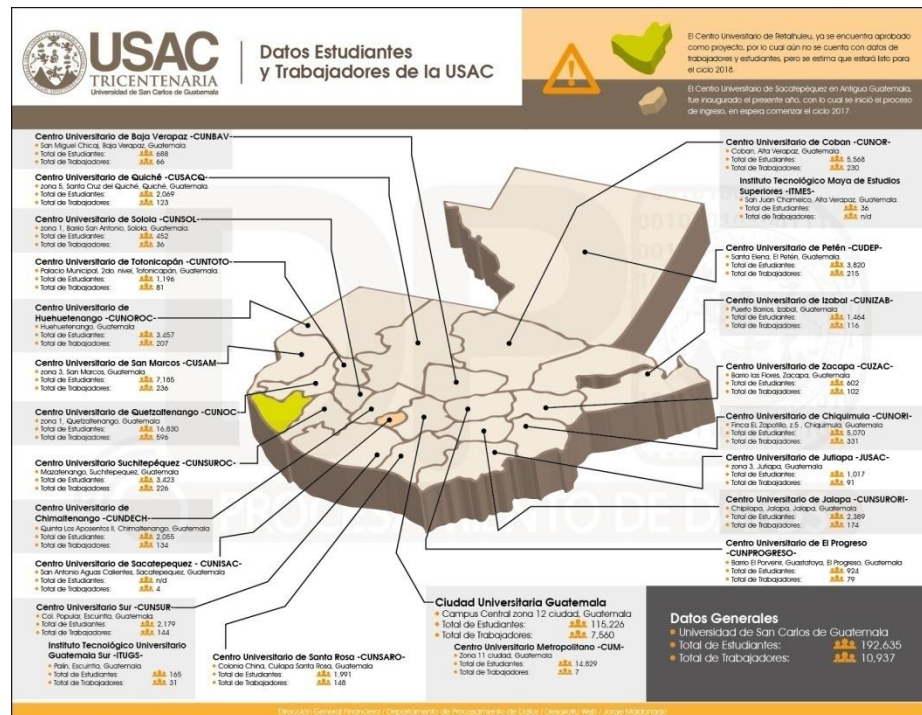 USAC
TRICENTENARIA
Universidad de San Carlos de Guatemala
Datos Estudiantes
y Trabajadores de la USAC
El Centro Universitario de Retalhuleu, ya se encuentra aprobado
como proyecto, por lo cual aún no se cuenta con datos de
trabajadores y estudiantes, pero se estima que estará listo para
el ciclo 2018.
El Centro Universitario de Sacatepéquez en Antigua Guatemala,
fue inaugurado el presente año, con lo cual se inició el proceso
de ingreso, en espera comenzar el ciclo 2017.
Centro Universitario de Baja Verapaz -CUNBAV-
San Miguel Chicaj, Baja Verapaz, Guatemala.
Total de Estudiantes: 688
Total de Trabajadores: 66
Centro Universitario de Quiché -CUSACQ-
zona 5, Santa Cruz del Quiché, Quiché, Guatemala.
Total de Estudiantes: 2,069
Total de Trabajadores: 123
Centro Universitario de Solola -CUNSOL-
zona 1, Barrio San Antonio, Solola, Guatemala.
Total de Estudiantes: 452
Total de Trabajadores: 36
Centro Universitario de Totonicapán -CUNTOTO-
Palacio Municipal, 2do. nivel, Totonicapán, Guatemala.
Total de Estudiantes: 1,196
Total de Trabajadores: 81
Centro Universitario de
Huehuetenango -CUNOROC-
Huehuetenango, Guatemala
Total de Estudiantes: 3,457
Total de Trabajadores: 207
Centro Universitario de San Marcos -CUSAM-
zona 3, San Marcos, Guatemala
Total de Estudiantes: 7,185
Total de Trabajadores: 236
Centro Universitario de Quetzaltenango -CUNOC-
zona 1, Quetzaltenango, Guatemala
Total de Estudiantes: 16,830
Total de Trabajadores: 596
Centro Universitario Suchitepéquez -CUNSUROC-
Mazatenango, Suchitepequez, Guatemala
Total de Estudiantes: 3,423
Total de Trabajadores: 226
Centro Universitario de
Chimaltenango -CUNDECH-
Quinta Los Aposentos II, Chimaltenango, Guatemala
Total de Estudiantes: 2,055
Total de Trabajadores: 134
Centro Universitario de Sacatepequez -CUNISAC-
San Antonio Aguas Calientes, Sacatepequez, Guatemala
Total de Estudiantes: n/d
Total de Trabajadores: 4
Centro Universitario Sur -CUNSUR-
Col. Popular, Escuintla, Guatemala.
Total de Estudiantes: 2,179
Total de Trabajadores: 144
Instituto Tecnológico Universitario
Guatemala Sur -ITUGS-
Palin, Escuintla, Guatemala
Total de Estudiantes: 165
Total de Trabajadores: 31
Centro Universitario de Santa Rosa -CUNSARO-
Colonia China, Cuilapa Santa Rosa, Guatemala
Total de Estudiantes: 1,991
Total de Trabajadores: 148
Ciudad Universitaria Guatemala
Campus Central zona 12 ciudad, Guatemala
Total de Estudiantes: 115,226
Total de Trabajadores: 7,560
Centro Universitario Metropolitano -CUM-
Zona 11 ciudad, Guatemala
Total de Estudiantes: 14,829
Total de Trabajadores: 7
Centro Universitario de Coban -CUNOR-
Coban, Alta Verapaz, Guatemala.
Total de Estudiantes: 5,568
Total de Trabajadores: 230
Instituto Tecnológico Maya de Estudios
Superiores -ITMES-
San Juan Chamelco, Alta Verapaz, Guatemala
Total de Estudiantes: 36
Total de Trabajadores: n/d
Centro Universitario de Petén -CUDEP-
Santa Elena, El Petén, Guatemala.
Total de Estudiantes: 3,820
Total de Trabajadores: 215
Centro Universitario de Izabal -CUNIZAB-
Puerto Barrios, Izabal, Guatemala
Total de Estudiantes: 1,464
Total de Trabajadores: 116
Centro Universitario de Zacapa -CUZAC-
Barrio las Flores, Zacapa, Guatemala
Total de Estudiantes: 602
Total de Trabajadores: 102
Centro Universitario de Chiquimula -CUNORI-
Finca EL Zapotillo, z.5 , Chiquimula, Guatemala
Total de Estudiantes: 5,070
Total de Trabajadores: 331
Centro Universitario de Jutiapa -JUSAC-
zona 3, Jutiapa, Guatemala
Total de Estudiantes: 1,017
Total de Trabajadores: 91
Centro Universitario de Jalapa -CUNSURORI-
Chipilapa, Jalapa, Jalapa, Guatemala
Total de Estudiantes: 2,389
Total de Trabajadores: 174
Centro Universitario de El Progreso
-CUNPROGRESO-
Barrio El Porvenir, Guastatoya, El Progreso, Guatemala
Total de Estudiantes: 924
Total de Trabajadores: 79
Datos Generales
Universidad de San Carlos de Guatemala
Total de Estudiantes: 192,635
Total de Trabajadores: 10,937
Dirección General Financiera / Departamento de Procesamiento de Datos / Desarrollo Web / Jorge Maldonado